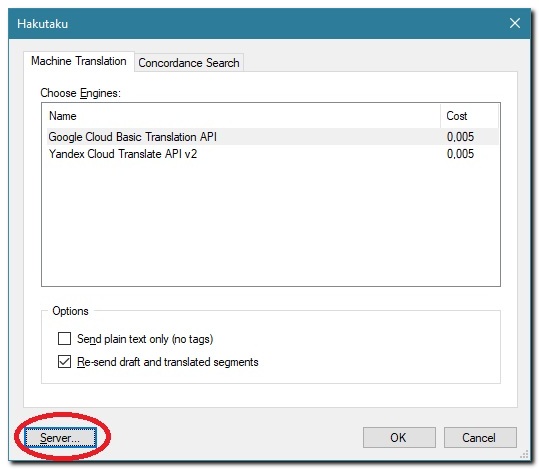 Hakutaku
Machine Translation
Concordance Search
Choose Engines:
Name Cost
Google Cloud Basic Translation API 0,005
Yandex Cloud Translate API v2 0,005
Options
Send plain text only (no tags)
Re-send draft and translated segments
Server... OK Cancel